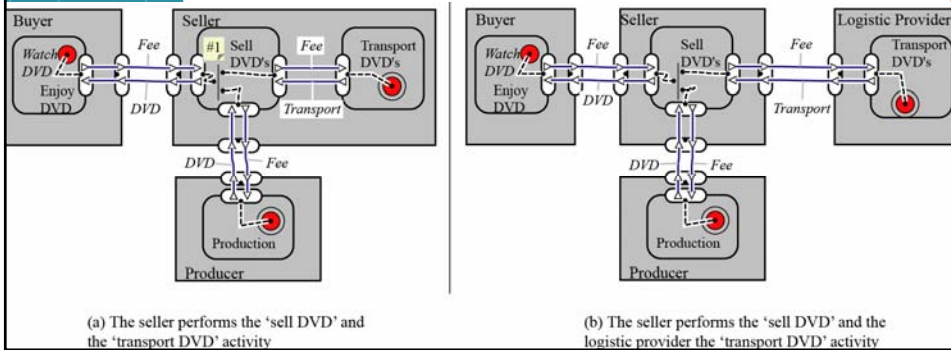 Buyer
Seller
Watch
DVD
Enjoy
DVD
Fee
DVD
#1
Sell
DVD's
Fee
Transport
Transport
DVD's
DVD
Fee
Production
Producer
(a) The seller performs the ‘sell DVD’ and
the ‘transport DVD’ activity
Buyer
Seller
Logistic Provider
Watch
DVD
Enjoy
DVD
Fee
DVD
Sell
DVD's
Fee
Transport
Transport
DVD's
DVD
Fee
Production
Producer
(b) The seller performs the ‘sell DVD’ and the
logistic provider the ‘transport DVD’ activity